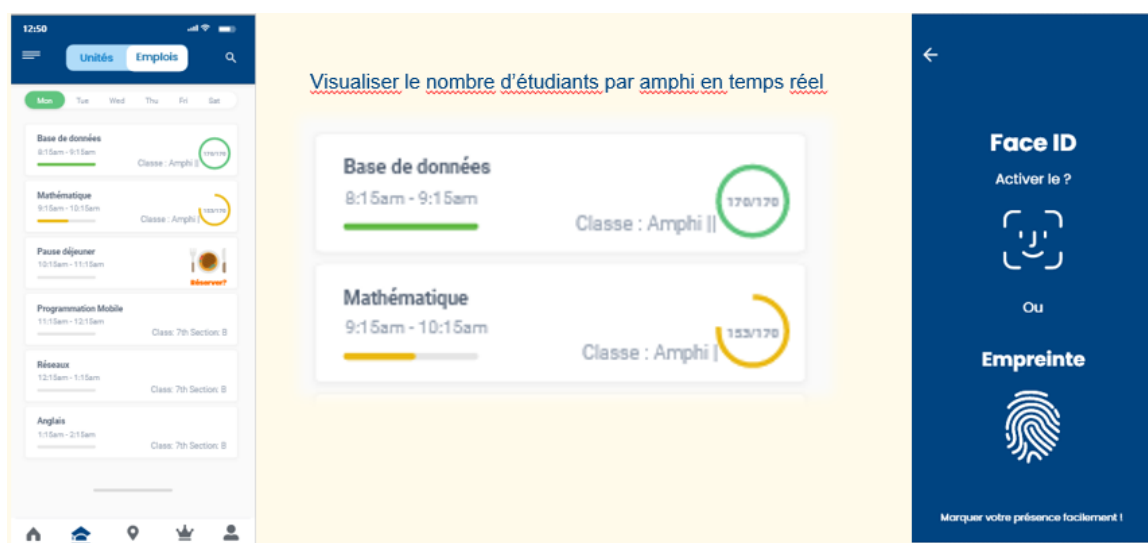 12:50
Unités Emplois
Mon Tue Wed Thu Fri Sat
Base de données
8:15am - 9:15am
Classe : Amphi ||
170/170
Mathématique
9:15am - 10:15am
Classe : Amphi |
153/170
Pause déjeuner
10:15am - 11:15am
Réserver?
Programmation Mobile
11:15am - 12:15am
Class: 7th Section: B
Réseaux
12:15am - 1:15am
Class: 7th Section: B
Anglais
1:15am - 2:15am
Class: 7th Section: B
Visualiser le nombre d'étudiants par amphi en temps réel
Base de données
8:15am - 9:15am
Classe : Amphi ||
170/170
Mathématique
9:15am - 10:15am
Classe : Amphi |
153/170
Face ID
Activer le ?
Ou
Empreinte
Marquer votre présence facilement !